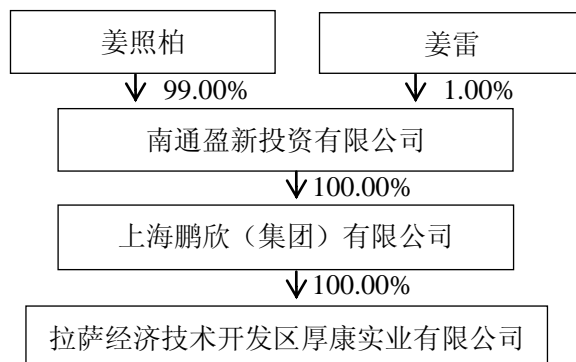 姜照柏 姜雷
99.00% 1.00%
南通盈新投资有限公司
100.00%
上海鹏欣（集团）有限公司
100.00%
拉萨经济技术开发区厚康实业有限公司